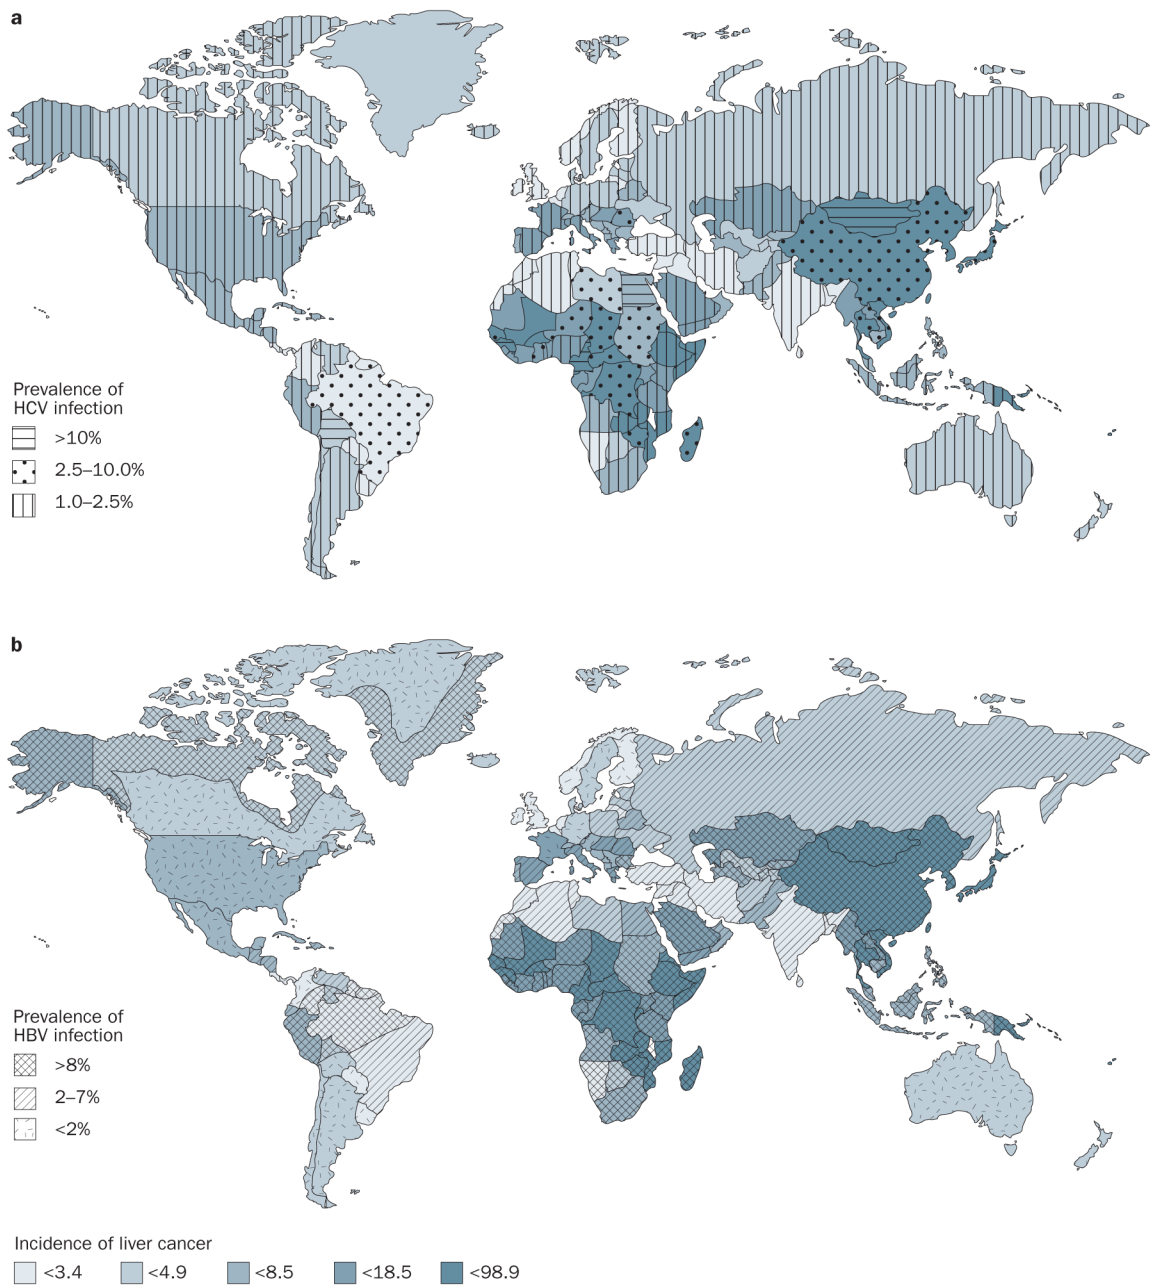 a
Prevalence of
HCV infection
>10%
2.5–10.0%
1.0–2.5%
b
Prevalence of
HBV infection
>8%
2–7%
<2%
Incidence of liver cancer
<3.4 <4.9 <8.5 <18.5 <98.9